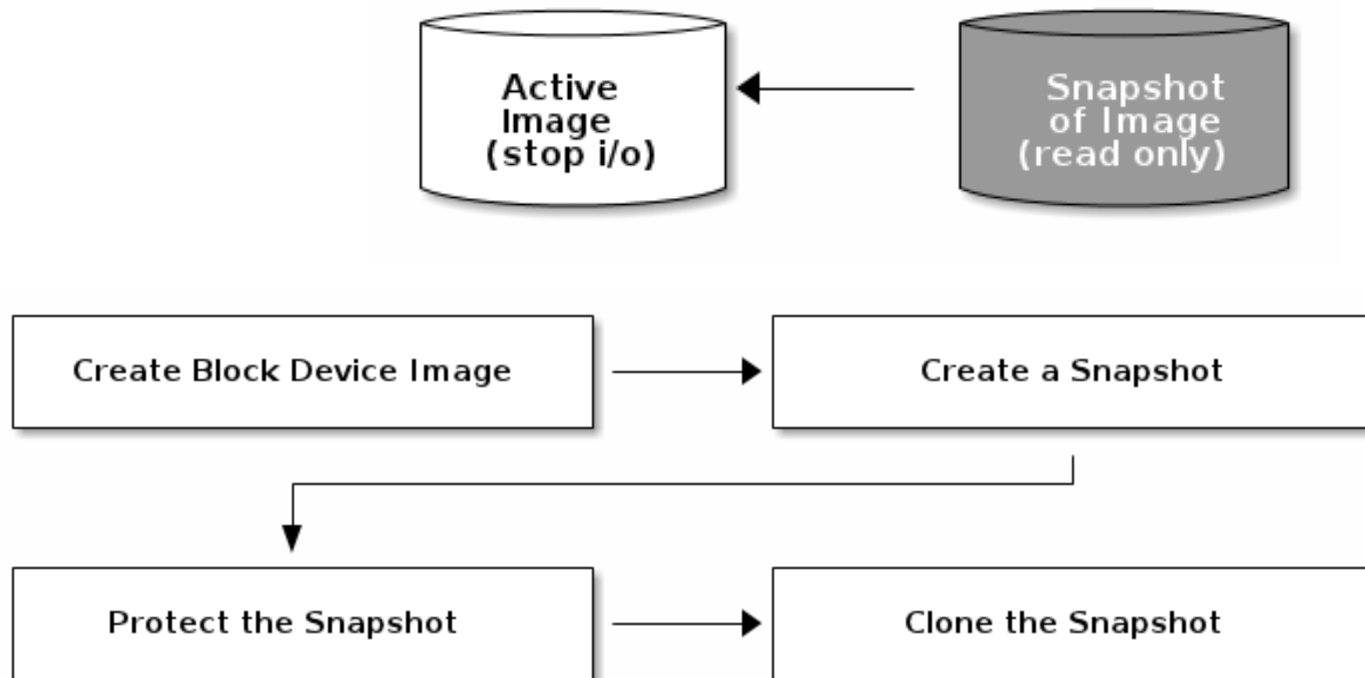 Active
Image
(stop i/o)
Snapshot
of Image
(read only)
Create Block Device Image
Create a Snapshot
Protect the Snapshot
Clone the Snapshot